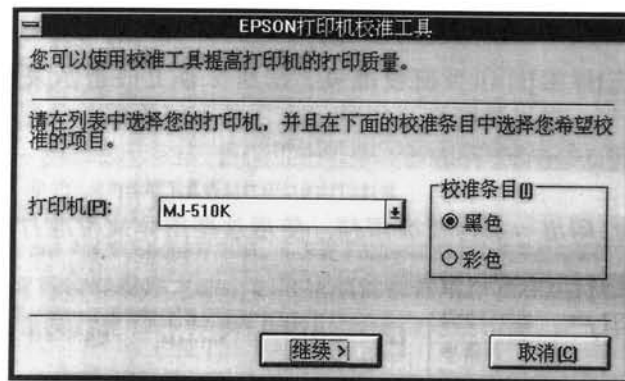 EPSON打印机校准工具
您可以使用校准工具提高打印机的打印质量。
请在列表中选择您的打印机，并且在下面的校准条目中选择您希望校
准的项目。
打印机(P):
MJ-510K
校准条目(I)
黑色
彩色
继续 >
取消(C)